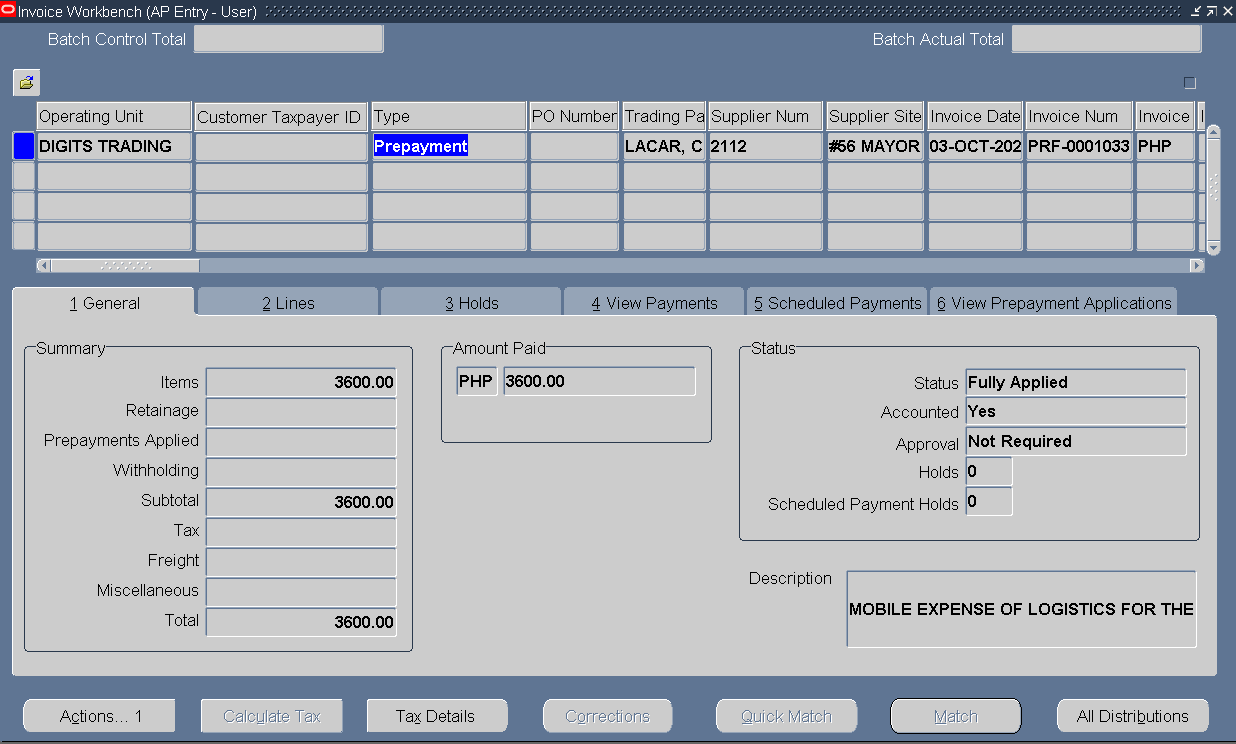 Invoice Workbench (AP Entry - User)
Batch Control Total
Batch Actual Total
Operating Unit Customer Taxpayer ID Type PO Number Trading Pa Supplier Num Supplier Site Invoice Date Invoice Num Invoice
DIGITS TRADING Prepayment LACAR, C 2112 #56 MAYOR 03-OCT-202 PRF-0001033 PHP
1 General 2 Lines 3 Holds 4 View Payments 5 Scheduled Payments 6 View Prepayment Applications
Summary
Items 3600.00
Retainage
Prepayments Applied
Withholding
Subtotal 3600.00
Tax
Freight
Miscellaneous
Total 3600.00
Amount Paid
PHP 3600.00
Status
Status Fully Applied
Accounted Yes
Approval Not Required
Holds 0
Scheduled Payment Holds 0
Description
MOBILE EXPENSE OF LOGISTICS FOR THE
Actions... 1 Calculate Tax Tax Details Corrections Quick Match Match All Distributions